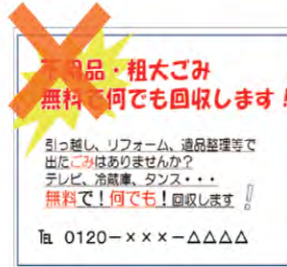 不用品・粗大ごみ
無料で何でも回収します!
引っ越し、リフォーム、遺品整理等で
出たごみはありませんか?
テレビ、冷蔵庫、タンス・・・
無料で!何でも!回収します!
℡ 0120-×××-△△△△